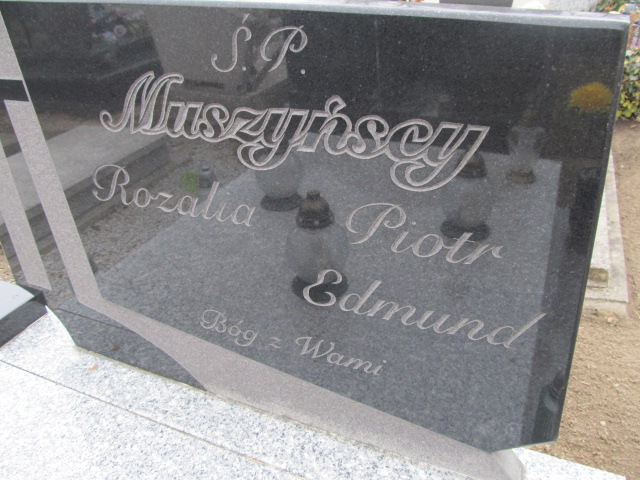 Ś.P
Muszyńscy
Rozalia Piotr
Edmund
Bóg z Wami